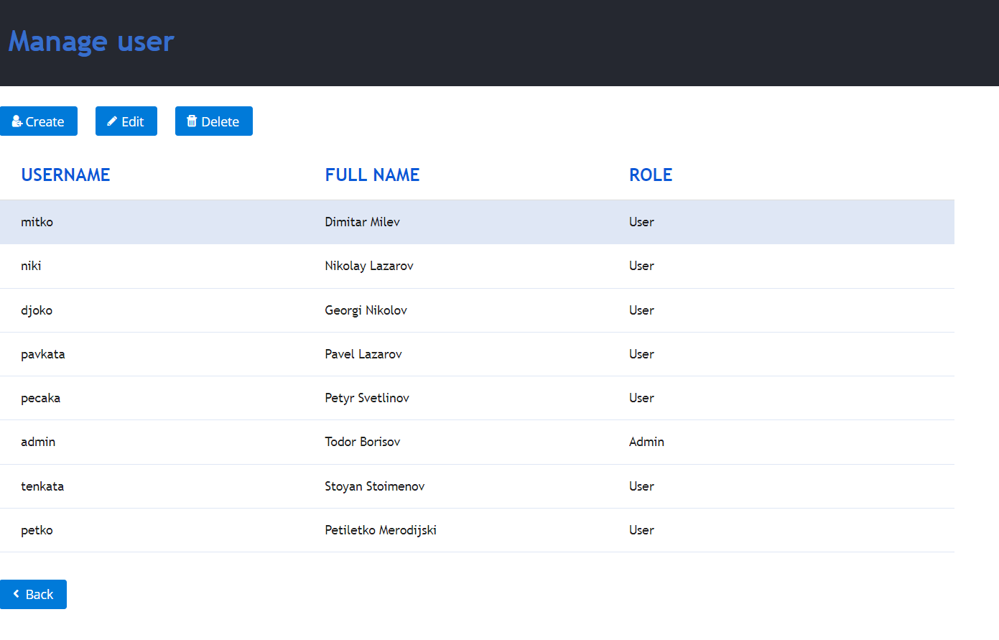 Manage user
Create Edit Delete
USERNAME FULL NAME ROLE
mitko Dimitar Milev User
niki Nikolay Lazarov User
djoko Georgi Nikolov User
pavkata Pavel Lazarov User
pecaka Petyr Svetlinov User
admin Todor Borisov Admin
tenkata Stoyan Stoimenov User
petko Petiletko Merodijski User
Back